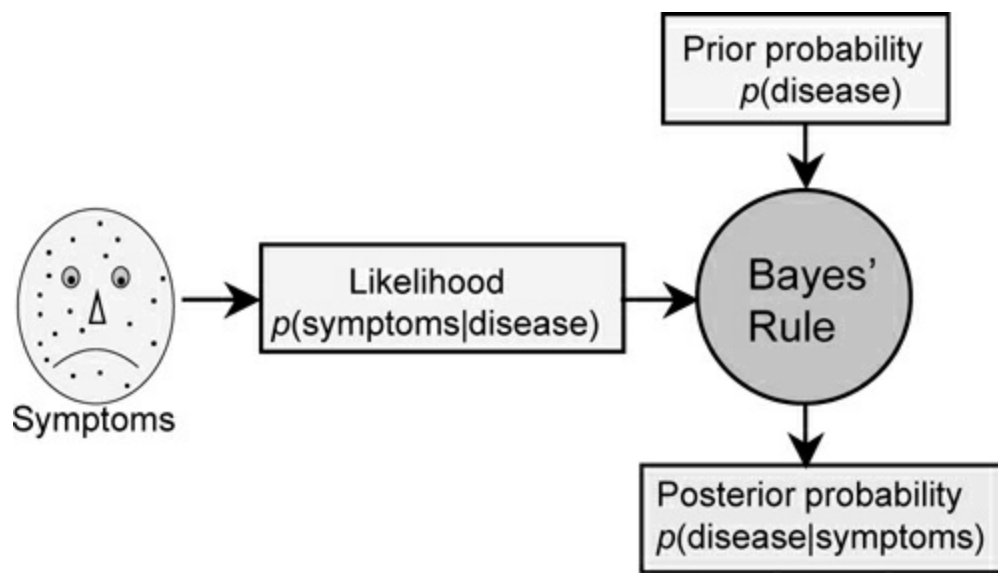 Prior probability
p(disease)
Likelihood
p(symptoms|disease)
Bayes’
Rule
Symptoms
Posterior probability
p(disease|symptoms)